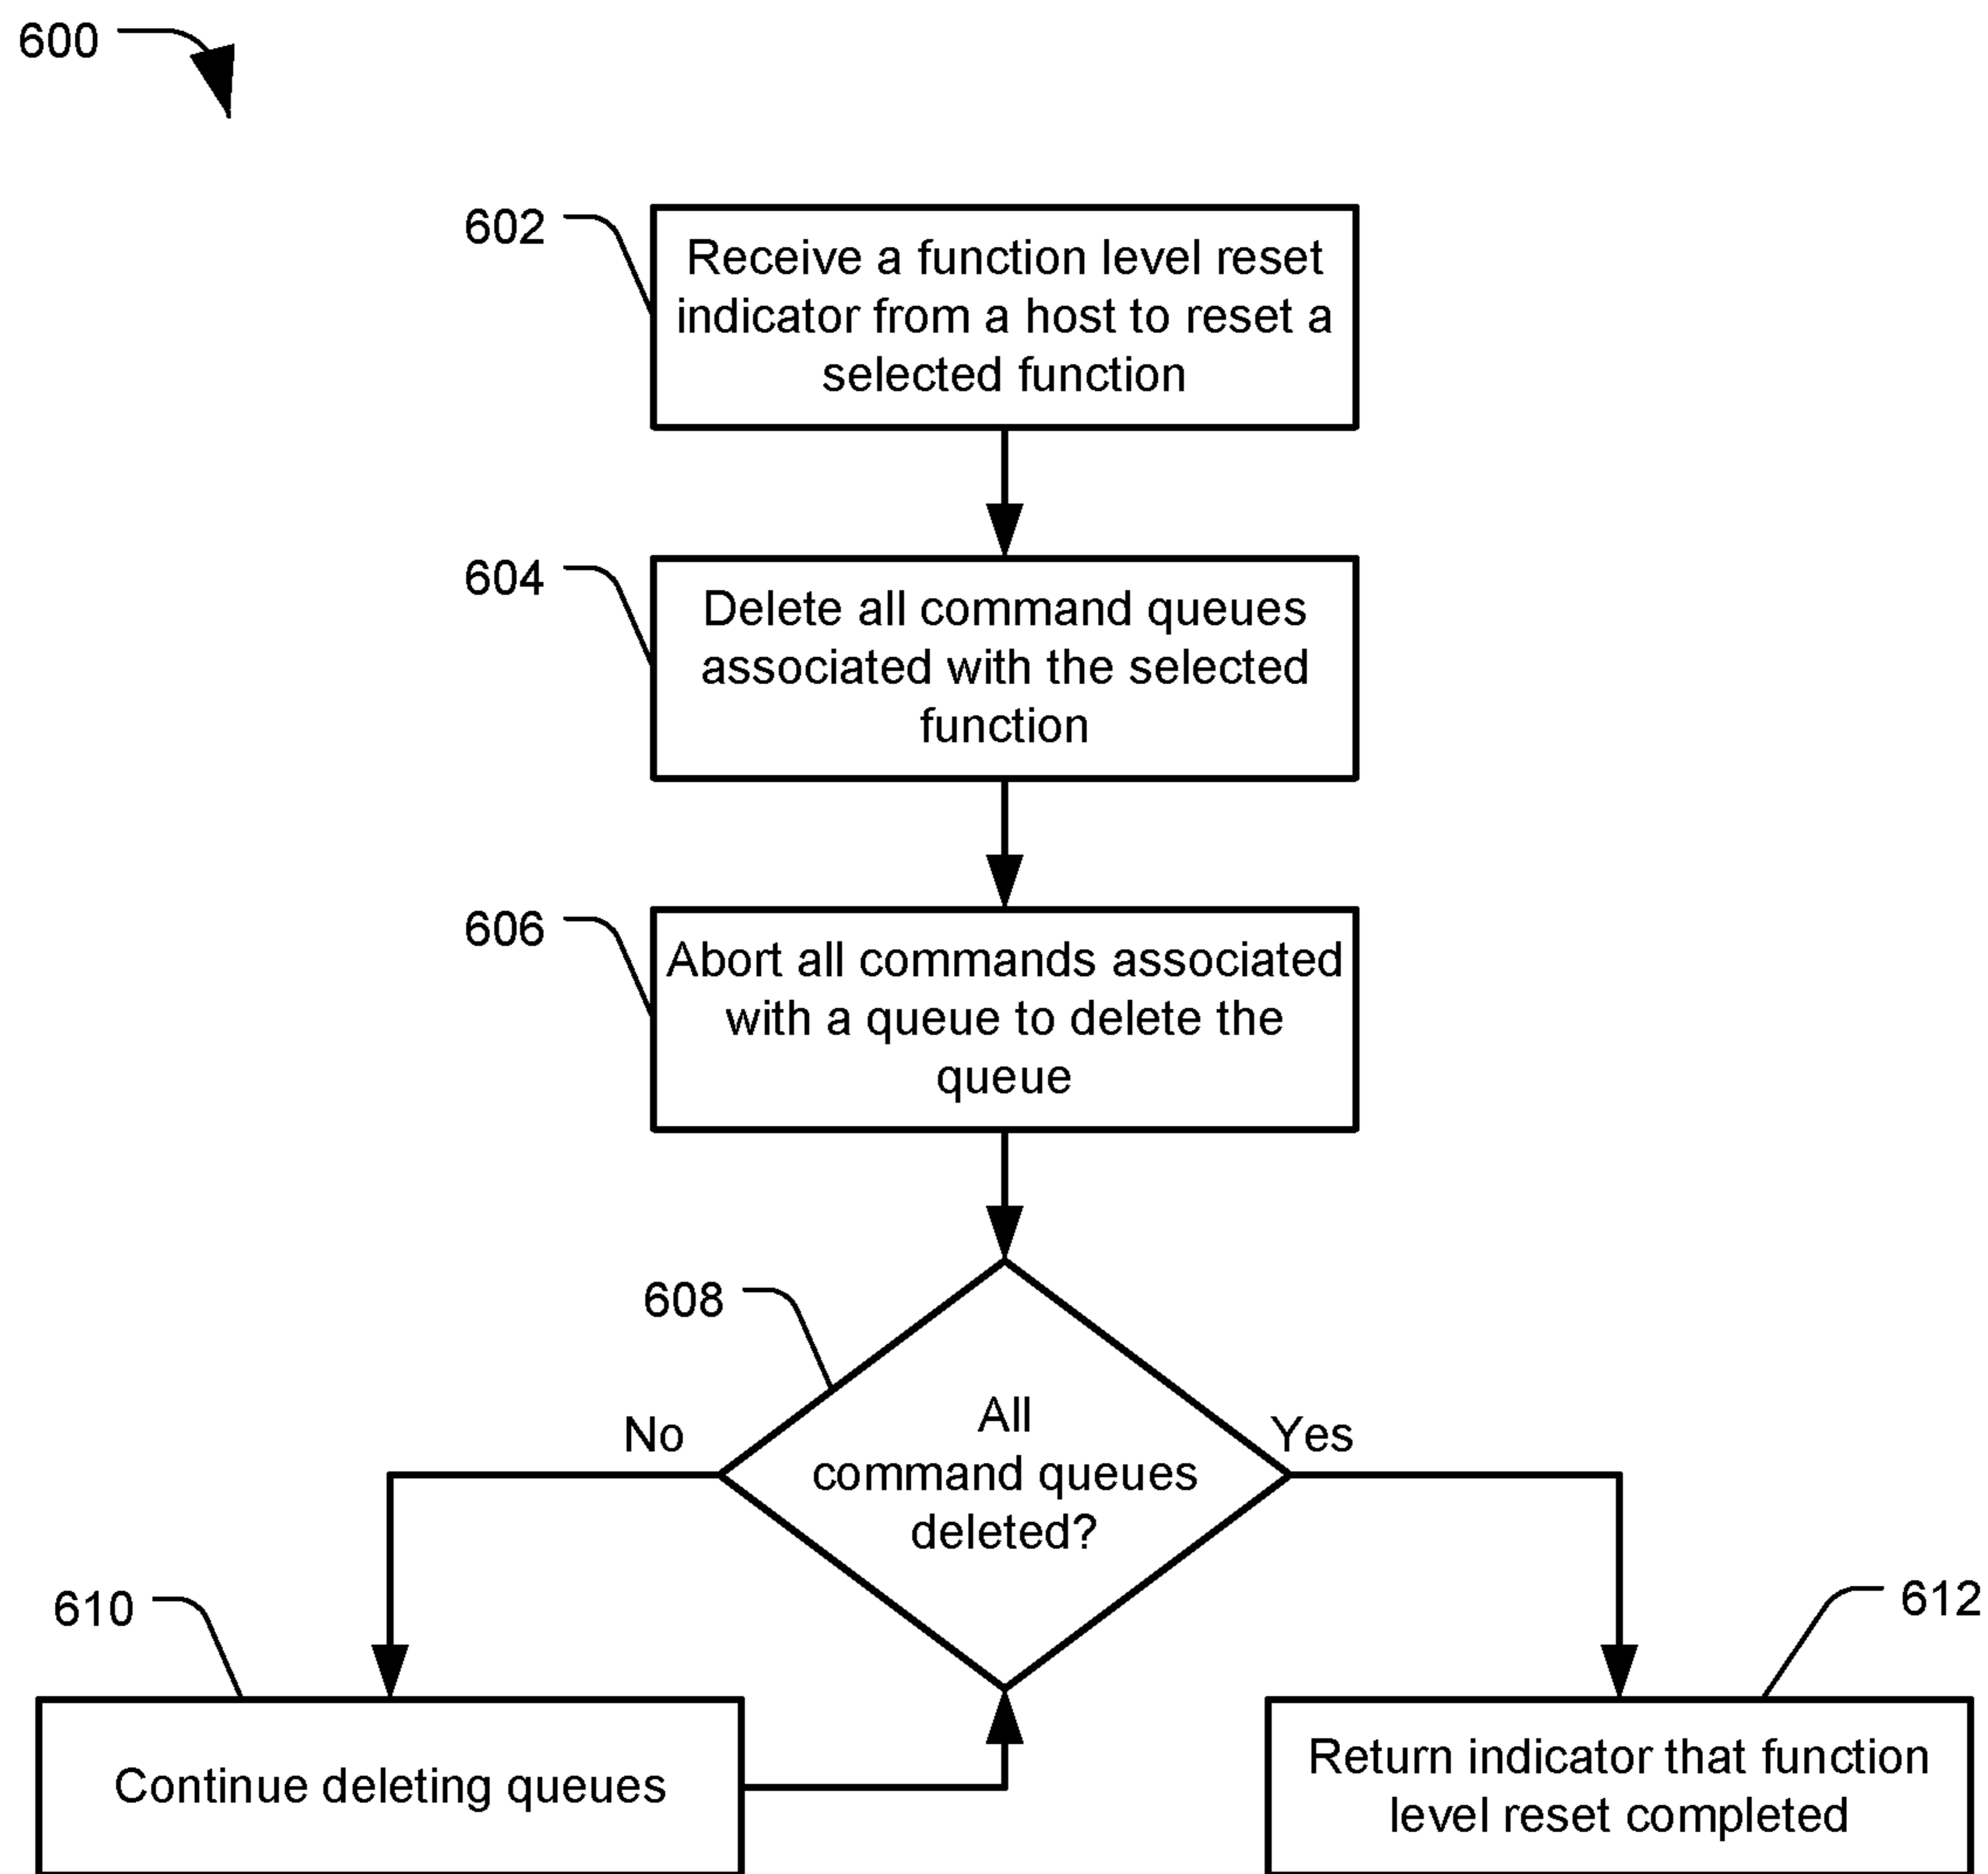 600
602
Receive a function level reset
indicator from a host to reset a
selected function
604
Delete all command queues
associated with the selected
function
606
Abort all commands associated
with a queue to delete the
queue
608
All
command queues
deleted?
No
Yes
610
Continue deleting queues
612
Return indicator that function
level reset completed